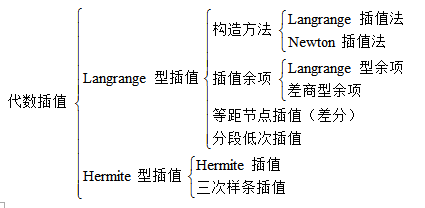 代数插值
Langrange 型插值
构造方法
Langrange 插值法
Newton 插值法
插值余项
Langrange 型余项
差商型余项
等距节点插值（差分）
分段低次插值
Hermite 型插值
Hermite 插值
三次样条插值